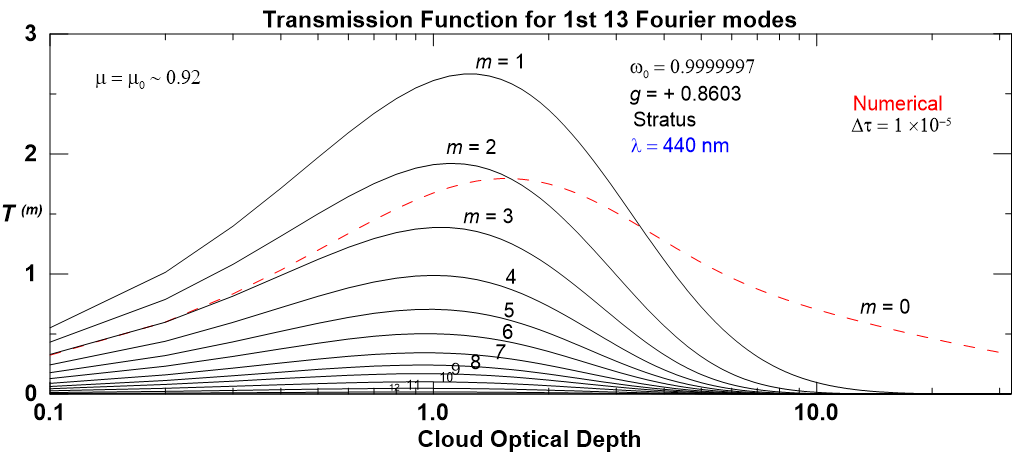 Transmission Function for 1st 13 Fourier modes
3
μ = μ₀ ~ 0.92
m = 1
ω₀ = 0.9999997
g = + 0.8603
Stratus
λ = 440 nm
Numerical
Δτ = 1 ×10⁻⁵
2
m = 2
T (m)
m = 3
1
4
m = 0
5
6
7
8
9
10
11
12
0
0.1
1.0
10.0
Cloud Optical Depth